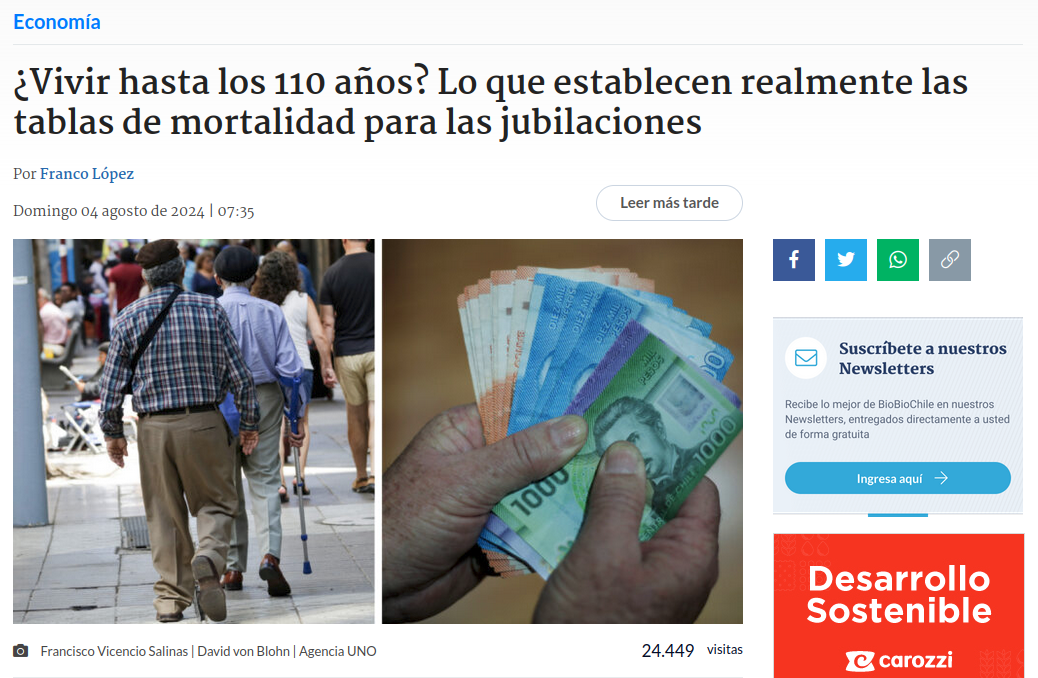 Economía
¿Vivir hasta los 110 años? Lo que establecen realmente las
tablas de mortalidad para las jubilaciones
Por Franco López
Domingo 04 agosto de 2024 | 07:35
Leer más tarde
DIEZ MIL
PESOS
1000
1000
Suscríbete a nuestros
Newsletters
Recibe lo mejor de BioBioChile en nuestros
Newsletters, entregados directamente a usted
de forma gratuita
Ingresa aquí
Desarrollo
Sostenible
carozzi
Francisco Vicencio Salinas | David von Blohn | Agencia UNO
24.449 visitas